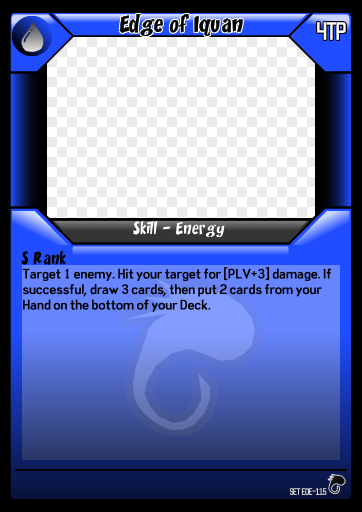 Edge of Iquan
4TP
Skill - Energy
S Rank
Target 1 enemy. Hit your target for [PLV+3] damage. If
successful, draw 3 cards, then put 2 cards from your
Hand on the bottom of your Deck.
SET EOE-115